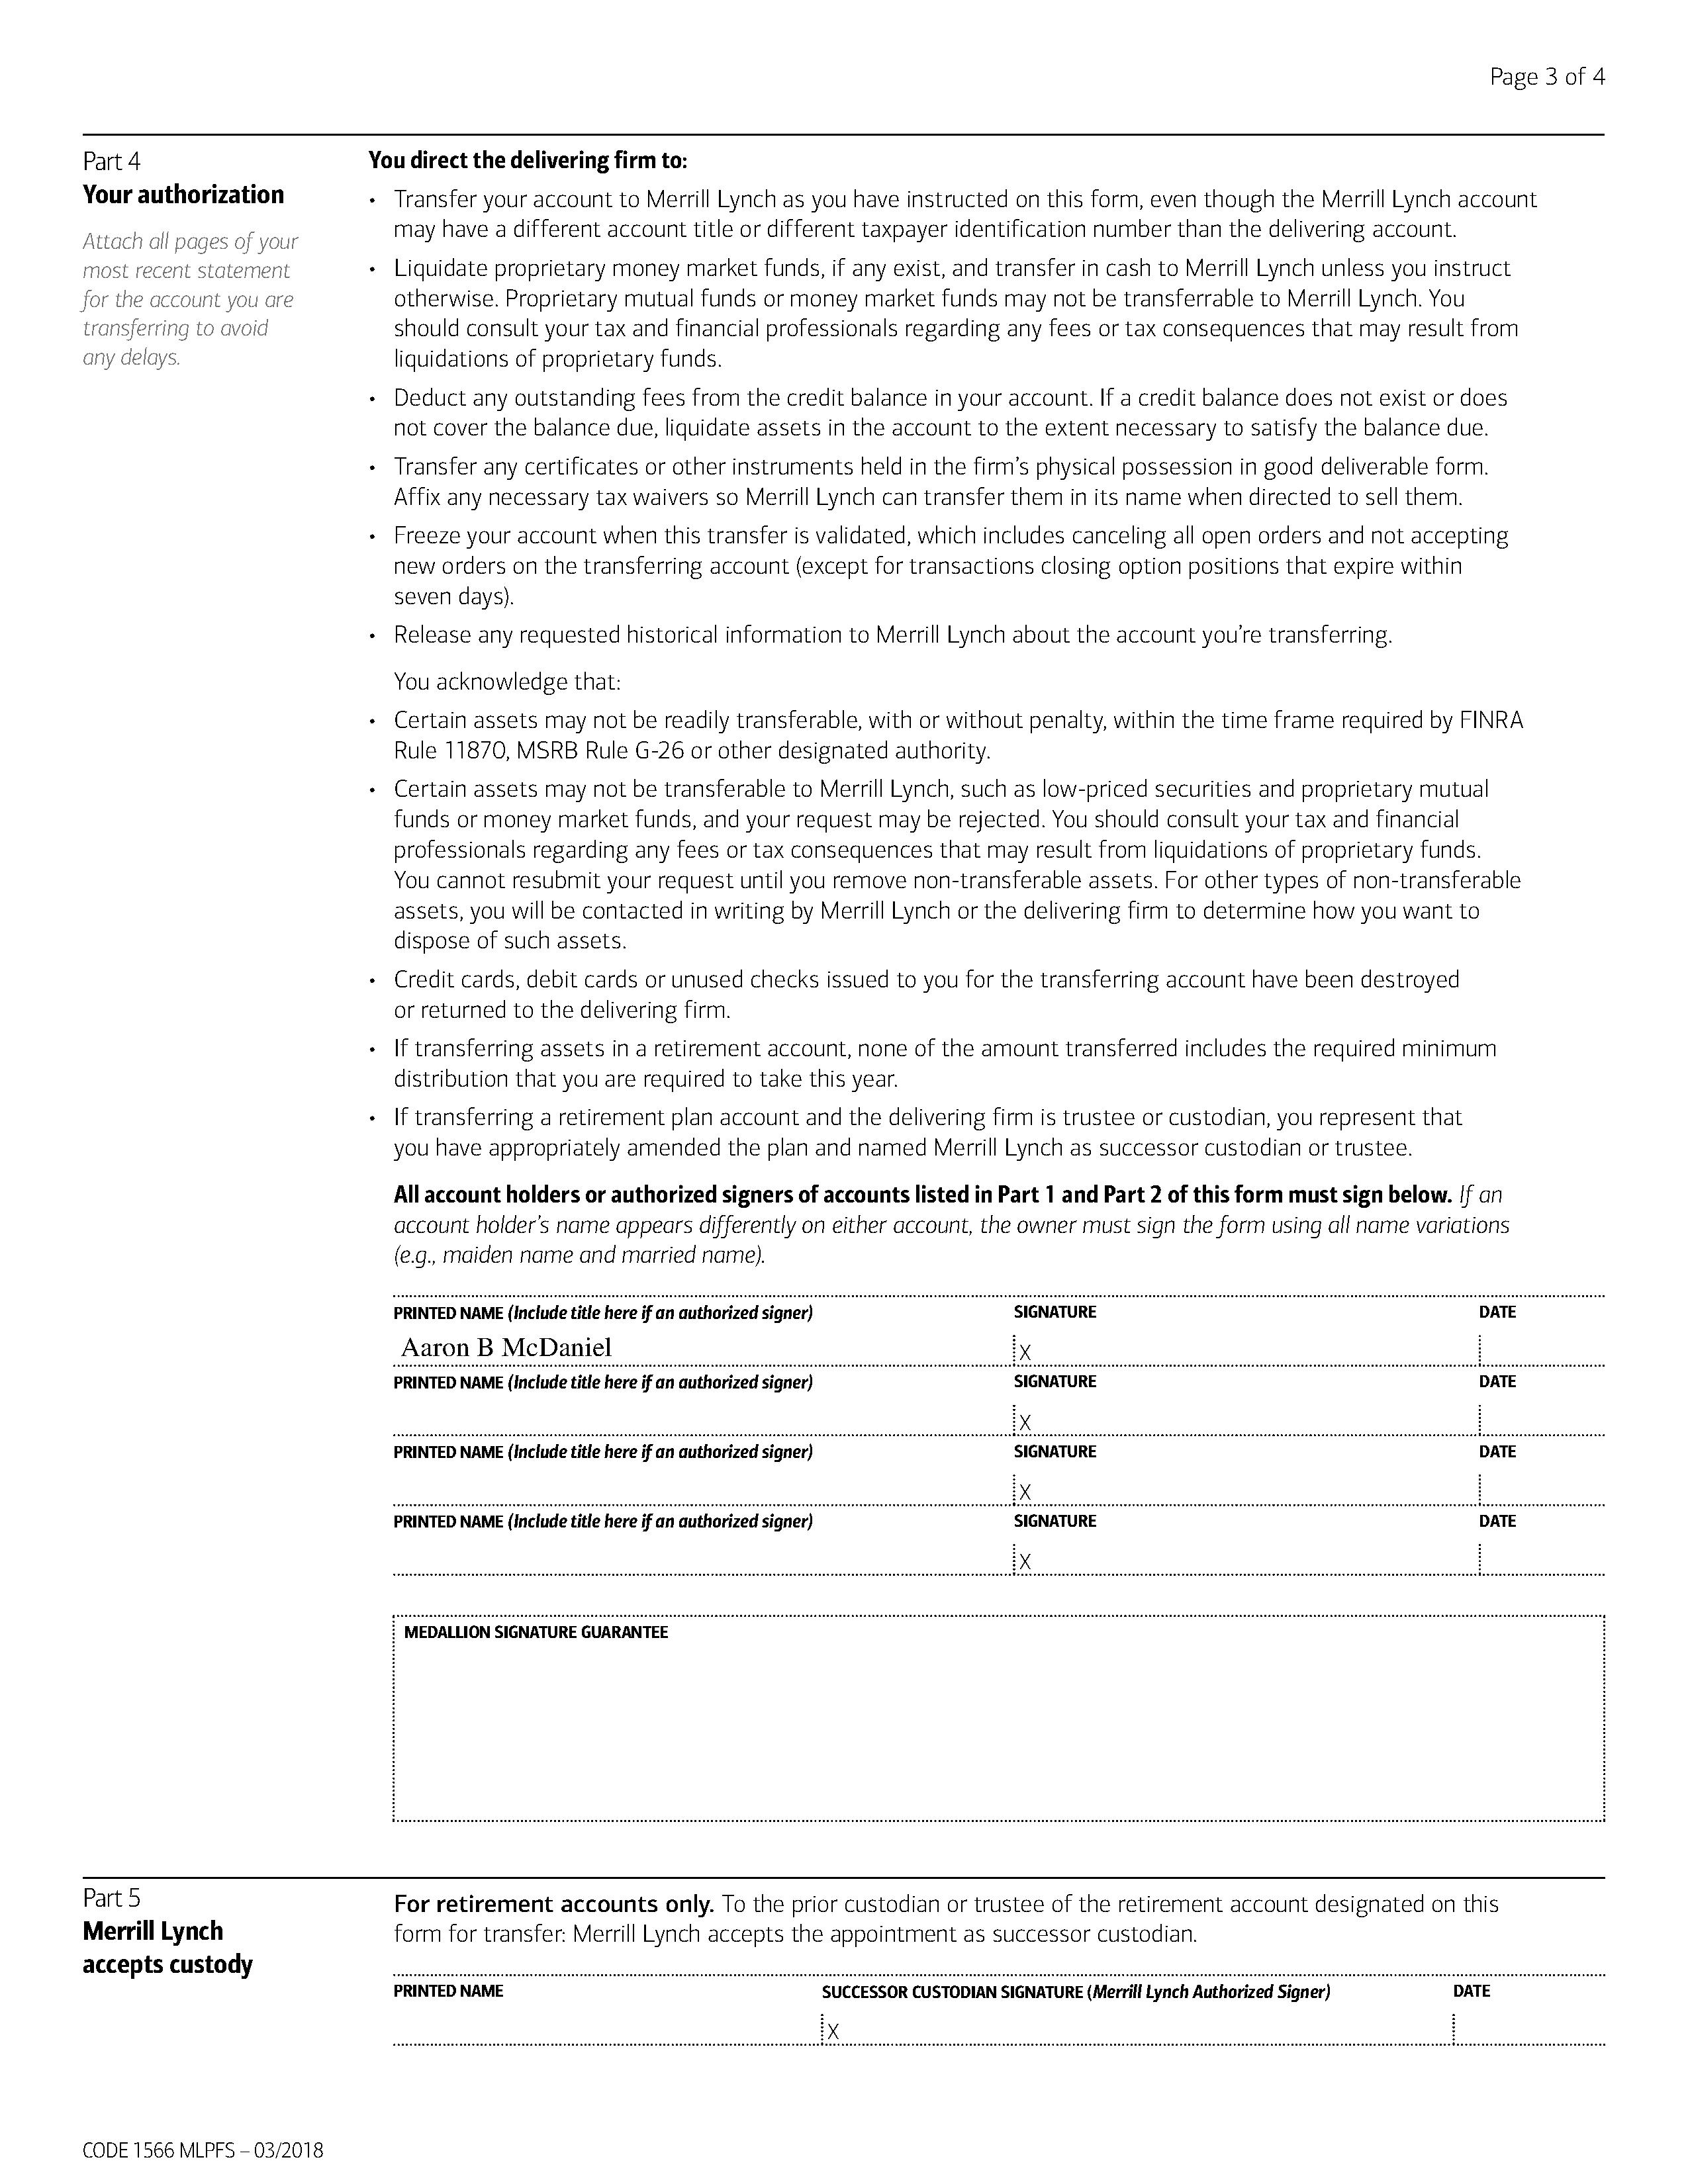 Page 3 of 4
Part 4
Your authorization
Attach all pages of your
most recent statement
for the account you are
transferring to avoid
any delays.
You direct the delivering firm to:
• Transfer your account to Merrill Lynch as you have instructed on this form, even though the Merrill Lynch account
may have a different account title or different taxpayer identification number than the delivering account.
• Liquidate proprietary money market funds, if any exist, and transfer in cash to Merrill Lynch unless you instruct
otherwise. Proprietary mutual funds or money market funds may not be transferrable to Merrill Lynch. You
should consult your tax and financial professionals regarding any fees or tax consequences that may result from
liquidations of proprietary funds.
• Deduct any outstanding fees from the credit balance in your account. If a credit balance does not exist or does
not cover the balance due, liquidate assets in the account to the extent necessary to satisfy the balance due.
• Transfer any certificates or other instruments held in the firm's physical possession in good deliverable form.
Affix any necessary tax waivers so Merrill Lynch can transfer them in its name when directed to sell them.
• Freeze your account when this transfer is validated, which includes canceling all open orders and not accepting
new orders on the transferring account (except for transactions closing option positions that expire within
seven days).
• Release any requested historical information to Merrill Lynch about the account you're transferring.
You acknowledge that:
• Certain assets may not be readily transferable, with or without penalty, within the time frame required by FINRA
Rule 11870, MSRB Rule G-26 or other designated authority.
• Certain assets may not be transferable to Merrill Lynch, such as low-priced securities and proprietary mutual
funds or money market funds, and your request may be rejected. You should consult your tax and financial
professionals regarding any fees or tax consequences that may result from liquidations of proprietary funds.
You cannot resubmit your request until you remove non-transferable assets. For other types of non-transferable
assets, you will be contacted in writing by Merrill Lynch or the delivering firm to determine how you want to
dispose of such assets.
• Credit cards, debit cards or unused checks issued to you for the transferring account have been destroyed
or returned to the delivering firm.
• If transferring assets in a retirement account, none of the amount transferred includes the required minimum
distribution that you are required to take this year.
• If transferring a retirement plan account and the delivering firm is trustee or custodian, you represent that
you have appropriately amended the plan and named Merrill Lynch as successor custodian or trustee.
All account holders or authorized signers of accounts listed in Part 1 and Part 2 of this form must sign below. If an
account holder's name appears differently on either account, the owner must sign the form using all name variations
(e.g., maiden name and married name).
PRINTED NAME (Include title here if an authorized signer) SIGNATURE DATE
Aaron B McDaniel X
PRINTED NAME (Include title here if an authorized signer) SIGNATURE DATE
X
PRINTED NAME (Include title here if an authorized signer) SIGNATURE DATE
X
PRINTED NAME (Include title here if an authorized signer) SIGNATURE DATE
X
MEDALLION SIGNATURE GUARANTEE
Part 5
Merrill Lynch
accepts custody
For retirement accounts only. To the prior custodian or trustee of the retirement account designated on this
form for transfer: Merrill Lynch accepts the appointment as successor custodian.
PRINTED NAME SUCCESSOR CUSTODIAN SIGNATURE (Merrill Lynch Authorized Signer) DATE
X
CODE 1566 MLPFS – 03/2018